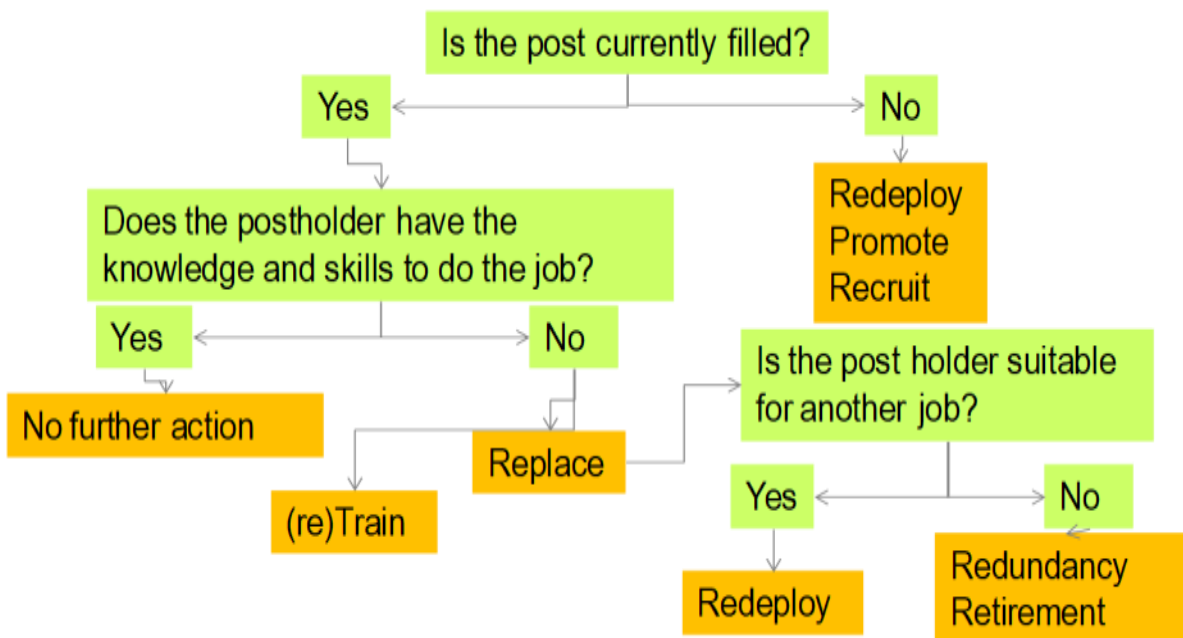 Is the post currently filled?
Yes
No
Redeploy
Promote
Recruit
Does the postholder have the
knowledge and skills to do the job?
Yes
No
Is the post holder suitable
for another job?
No further action
Replace
(re)Train
Yes
No
Redeploy
Redundancy
Retirement